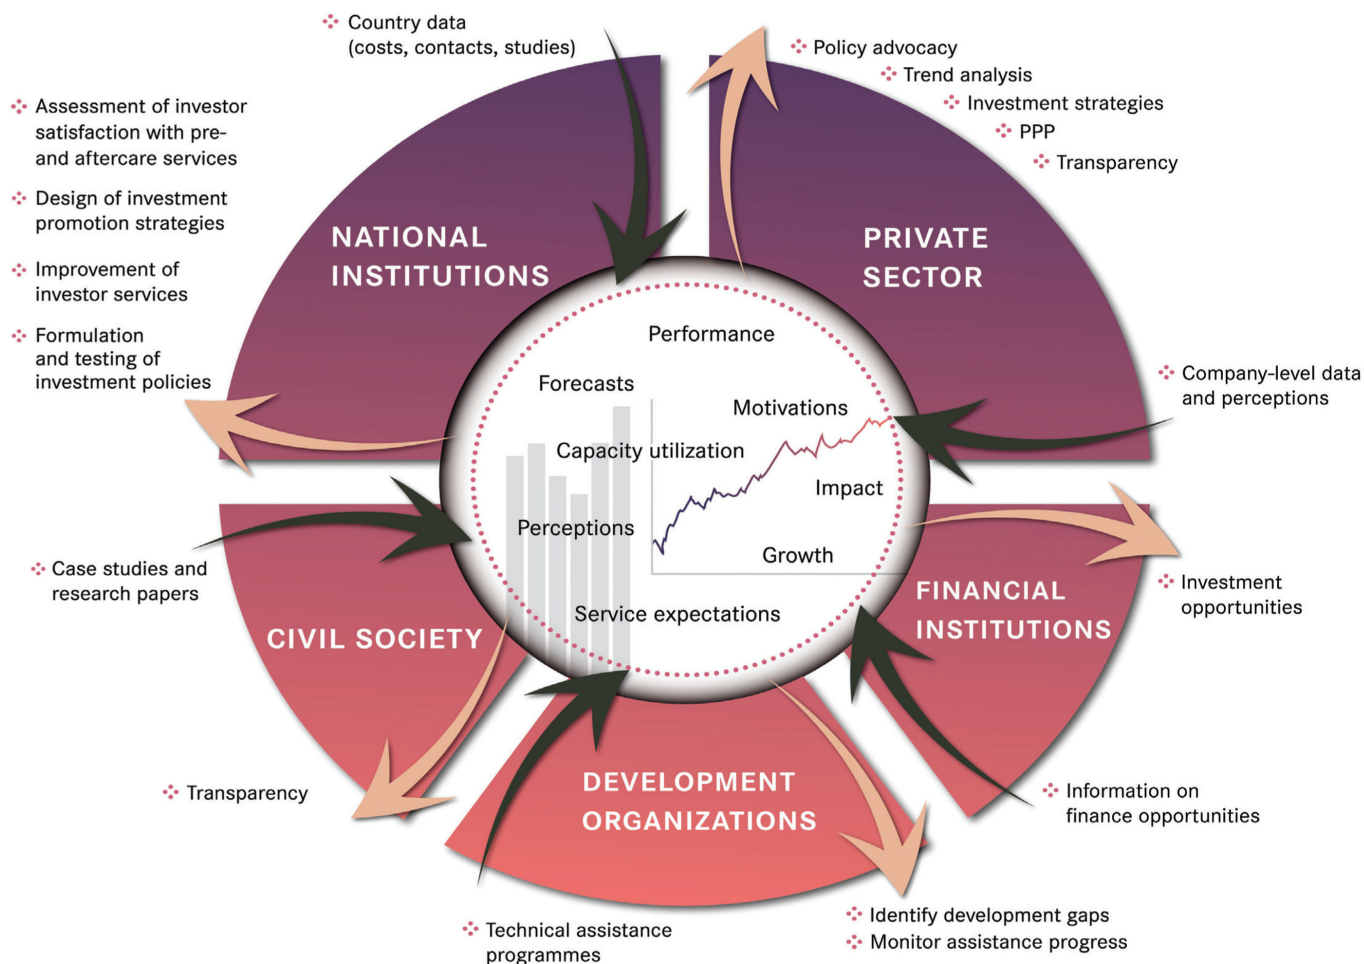 Country data
(costs, contacts, studies)
Policy advocacy
Trend analysis
Investment strategies
PPP
Transparency
Assessment of investor
satisfaction with pre-
and aftercare services
Design of investment
promotion strategies
Improvement of
investor services
Formulation
and testing of
investment policies
NATIONAL
INSTITUTIONS
PRIVATE
SECTOR
Company-level data
and perceptions
Performance
Forecasts
Motivations
Capacity utilization
Impact
Perceptions
Growth
Service expectations
Case studies and
research papers
CIVIL SOCIETY
FINANCIAL
INSTITUTIONS
Investment
opportunities
Transparency
DEVELOPMENT
ORGANIZATIONS
Information on
finance opportunities
Technical assistance
programmes
Identify development gaps
Monitor assistance progress